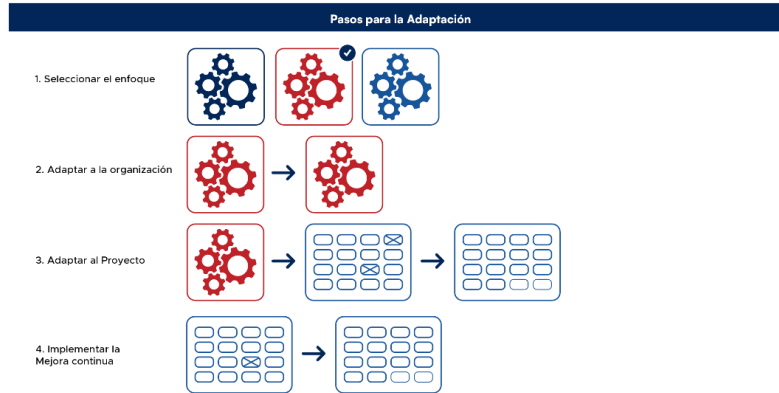 Pasos para la Adaptación
1. Seleccionar el enfoque
2. Adaptar a la organización
3. Adaptar al Proyecto
4. Implementar la
Mejora continua